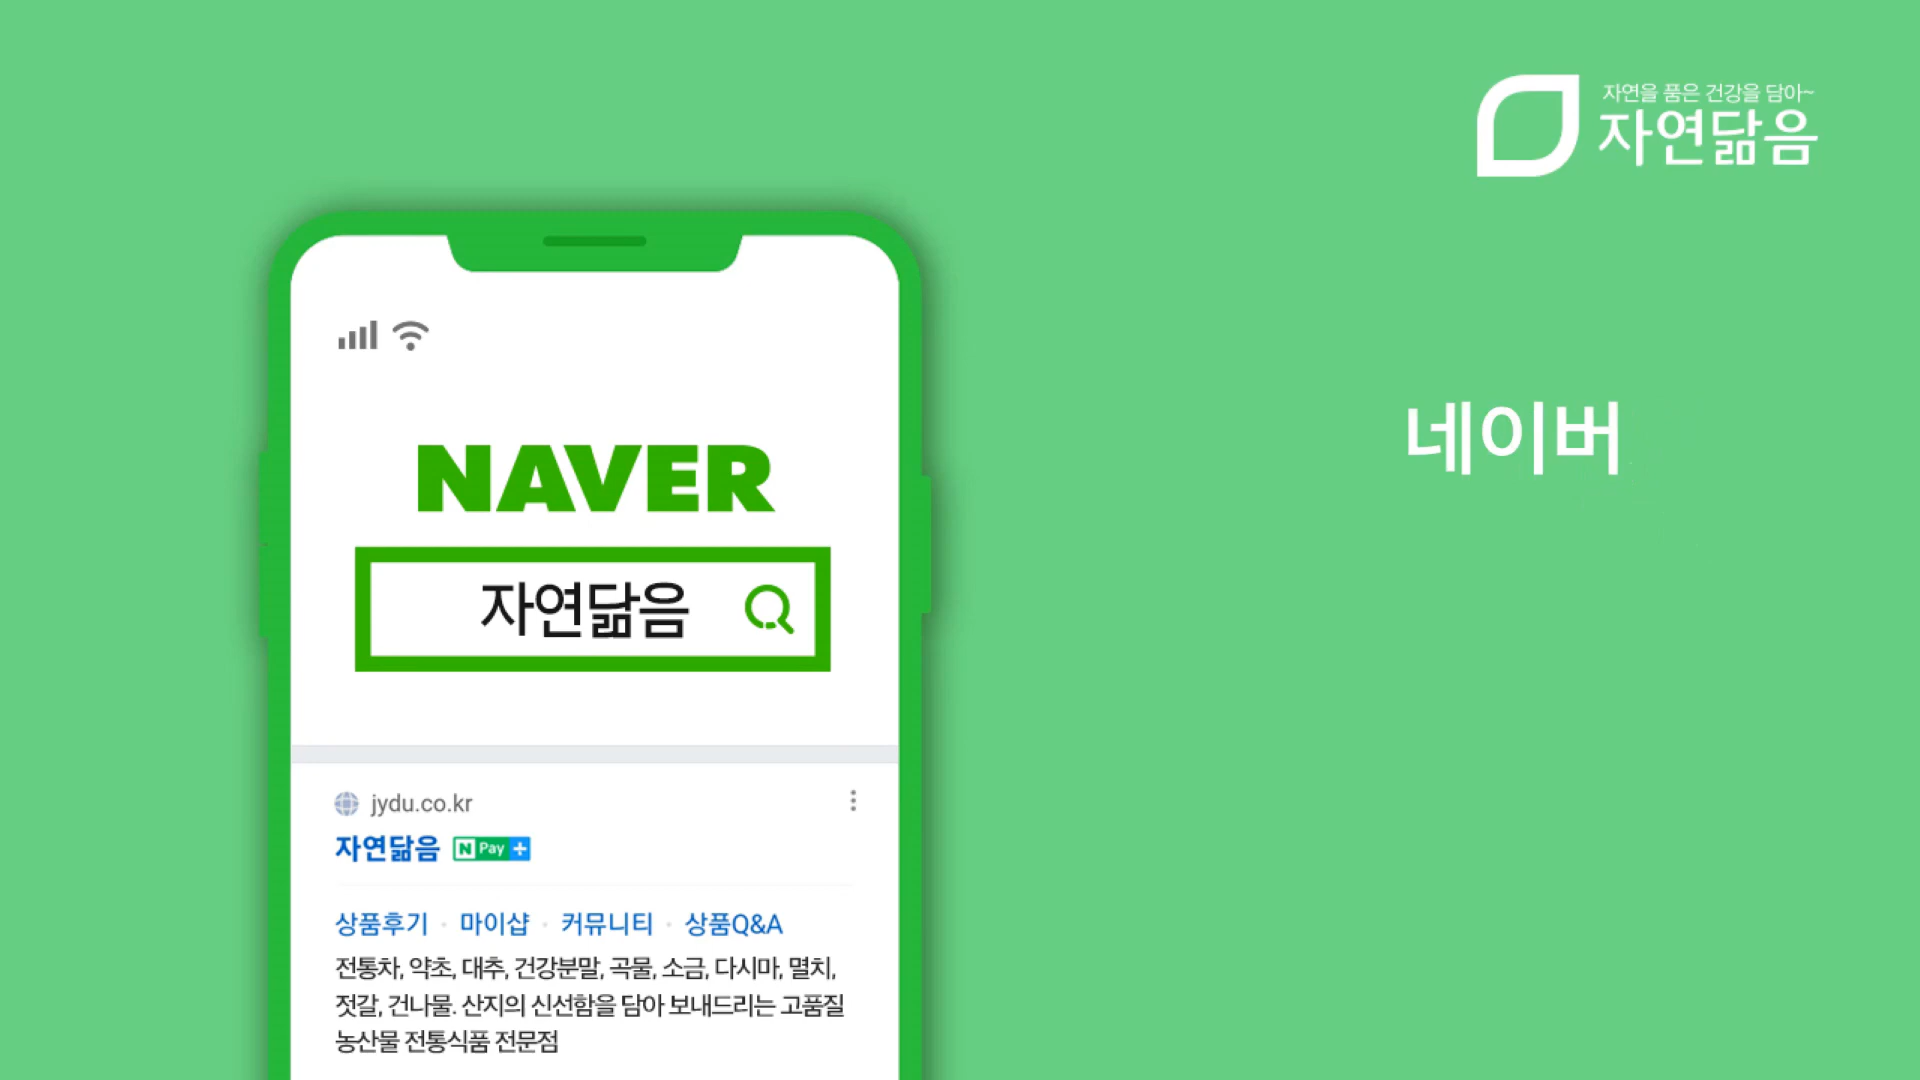 자연을 품은 건강을 담아~
자연닮음
네이버
NAVER
자연닮음
jydu.co.kr
자연닮음 N Pay +
상품후기 · 마이샵 · 커뮤니티 · 상품Q&A
전통차, 약초, 대추, 건강분말, 곡물, 소금, 다시마, 멸치,
젓갈, 건나물. 산지의 신선함을 담아 보내드리는 고품질
농산물 전통식품 전문점